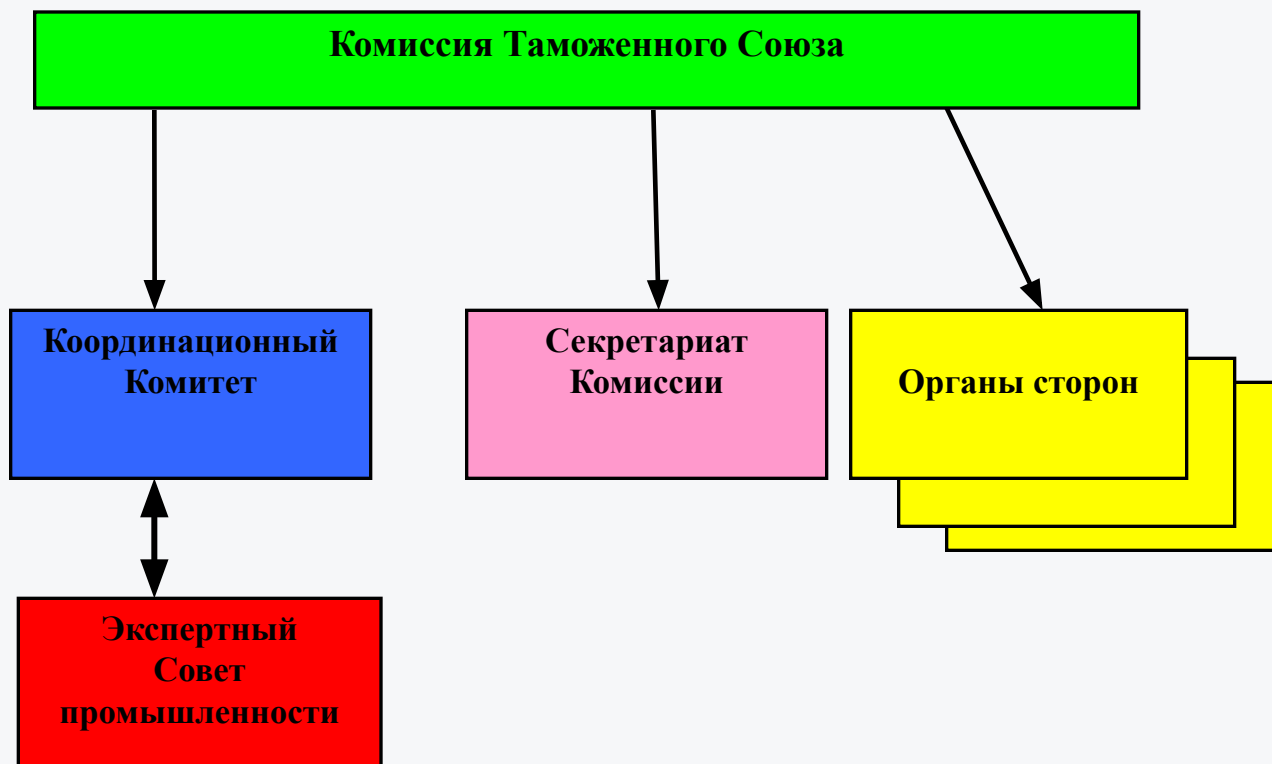 Комиссия Таможенного Союза
Координационный
Комитет
Секретариат
Комиссии
Органы сторон
Экспертный
Совет
промышленности